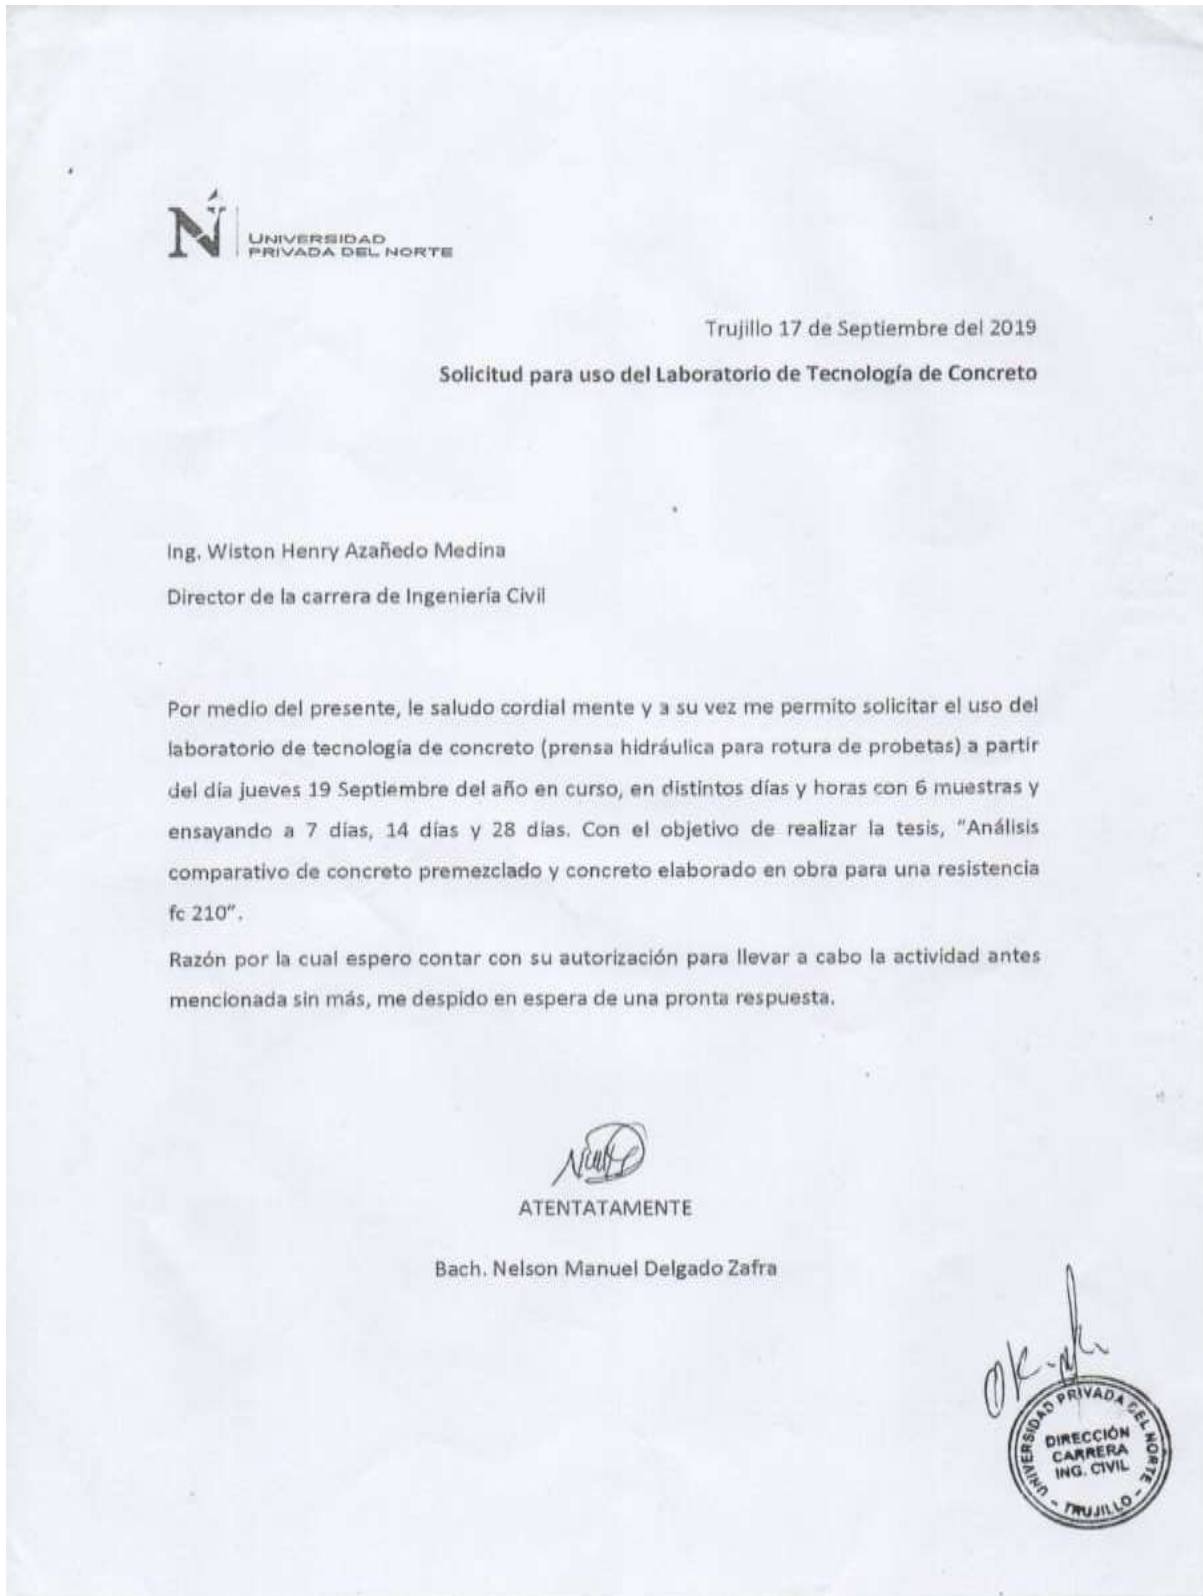 UNIVERSIDAD
PRIVADA DEL NORTE
Trujillo 17 de Septiembre del 2019
Solicitud para uso del Laboratorio de Tecnología de Concreto
Ing. Wiston Henry Azañedo Medina
Director de la carrera de Ingeniería Civil
Por medio del presente, le saludo cordial mente y a su vez me permito solicitar el uso del
laboratorio de tecnología de concreto (prensa hidráulica para rotura de probetas) a partir
del día jueves 19 Septiembre del año en curso, en distintos días y horas con 6 muestras y
ensayando a 7 días, 14 días y 28 días. Con el objetivo de realizar la tesis, “Análisis
comparativo de concreto premezclado y concreto elaborado en obra para una resistencia
fc 210”.
Razón por la cual espero contar con su autorización para llevar a cabo la actividad antes
mencionada sin más, me despido en espera de una pronta respuesta.
ATENTATAMENTE
Bach. Nelson Manuel Delgado Zafra
OK
UNIVERSIDAD PRIVADA DEL NORTE
DIRECCIÓN
CARRERA
ING. CIVIL
- TRUJILLO -